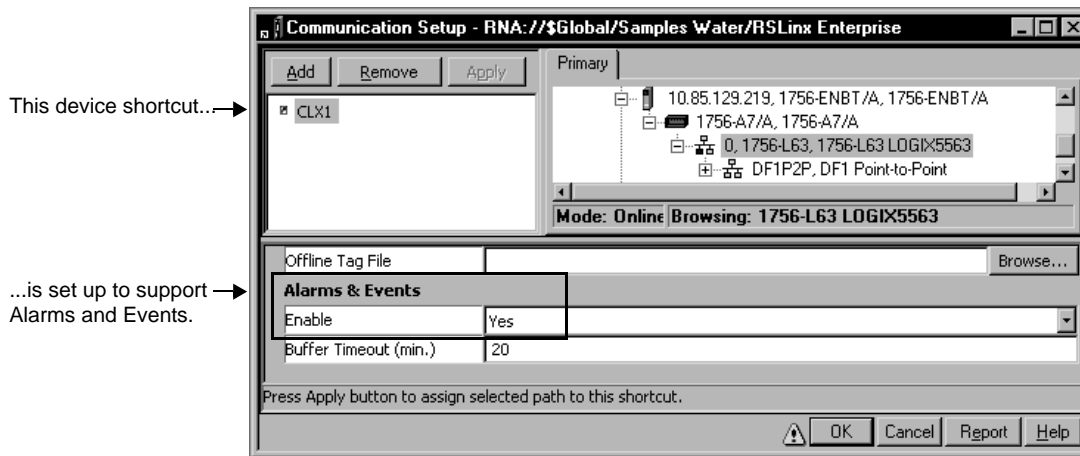 Communication Setup - RNA://$Global/Samples Water/RSLinx Enterprise
Add
Remove
Apply
Primary
This device shortcut...
CLX1
10.85.129.219, 1756-ENBT/A, 1756-ENBT/A
1756-A7/A, 1756-A7/A
0, 1756-L63, 1756-L63 LOGIX5563
DF1P2P, DF1 Point-to-Point
Mode: Online
Browsing: 1756-L63 LOGIX5563
Offline Tag File
Browse...
...is set up to support
Alarms and Events.
Alarms & Events
Enable
Yes
Buffer Timeout (min.)
20
Press Apply button to assign selected path to this shortcut.
OK
Cancel
Report
Help